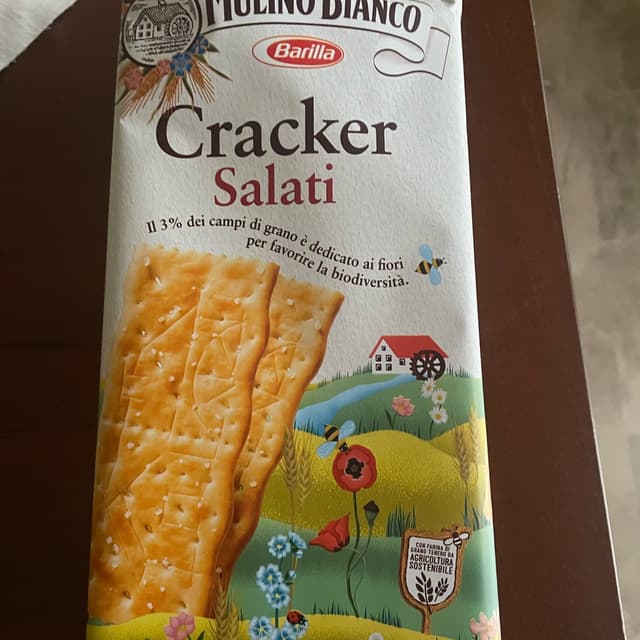 MULINO BIANCO
Barilla
Cracker
Salati
Il 3% dei campi di grano è dedicato ai fiori
per favorire la biodiversità.
CON FARINA DI
GRANO TENERO DA
AGRICOLTURA
SOSTENIBILE